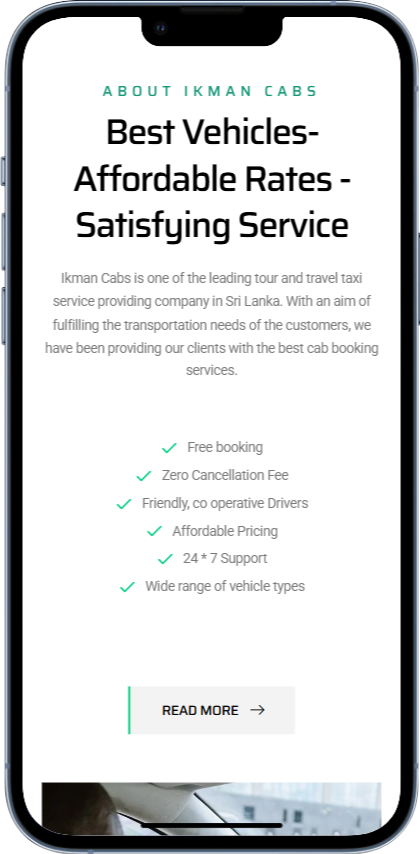 ABOUT IKMAN CABS
Best Vehicles-
Affordable Rates -
Satisfying Service
Ikman Cabs is one of the leading tour and travel taxi
service providing company in Sri Lanka. With an aim of
fulfilling the transportation needs of the customers, we
have been providing our clients with the best cab booking
services.
Free booking
Zero Cancellation Fee
Friendly, co operative Drivers
Affordable Pricing
24 * 7 Support
Wide range of vehicle types
READ MORE